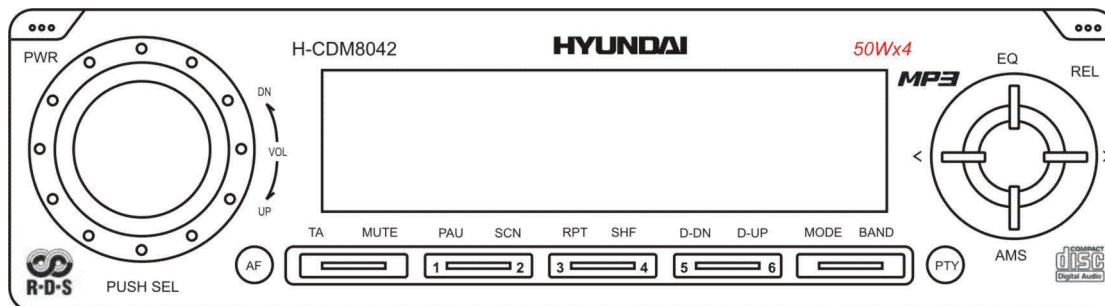 PWR
H-CDM8042
HYUNDAI
50Wx4
MP3
EQ
REL
DN
VOL
UP
<
>
TA MUTE PAU SCN RPT SHF D-DN D-UP MODE BAND
AF
1 2 3 4 5 6
PTY
AMS
R·D·S
PUSH SEL
COMPACT
disc
Digital Audio